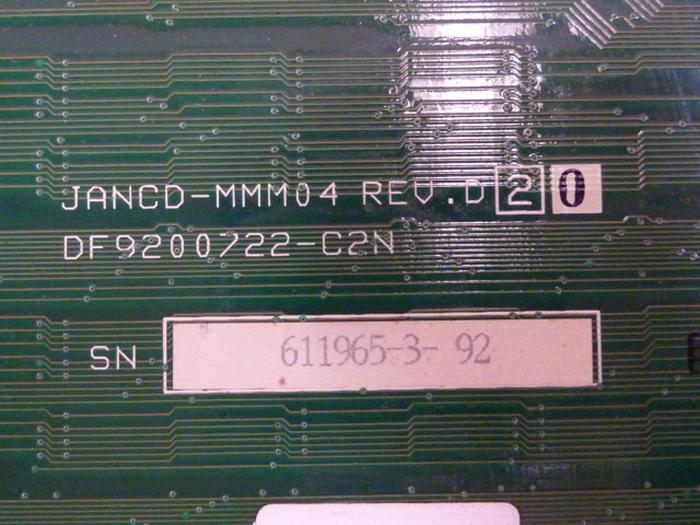 JANCD-MMM04 REV.D 2 0
DF9200722-C2N
SN 611965-3- 92